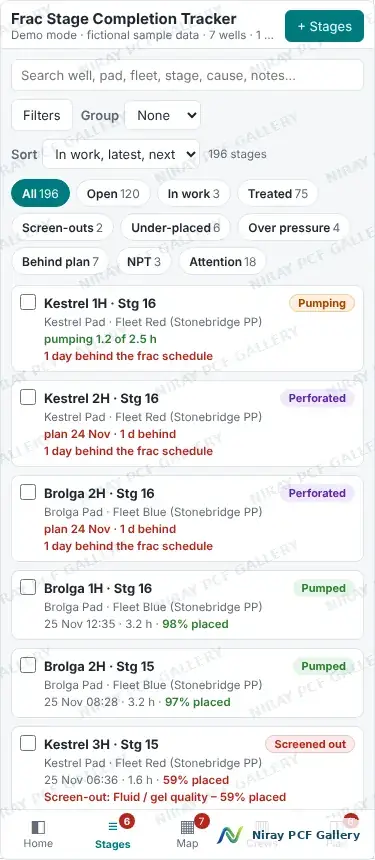 Frac Stage Completion Tracker
Demo mode · fictional sample data · 7 wells · 1 ...
+ Stages
Search well, pad, fleet, stage, cause, notes...
Filters
Group
None
Sort
In work, latest, next
196 stages
All 196
Open 120
In work 3
Treated 75
Screen-outs 2
Under-placed 6
Over pressure 4
Behind plan 7
NPT 3
Attention 18
Kestrel 1H · Stg 16
Pumping
Kestrel Pad · Fleet Red (Stonebridge PP)
pumping 1.2 of 2.5 h
1 day behind the frac schedule
Kestrel 2H · Stg 16
Perforated
Kestrel Pad · Fleet Red (Stonebridge PP)
plan 24 Nov · 1 d behind
1 day behind the frac schedule
Brolga 2H · Stg 16
Perforated
Brolga Pad · Fleet Blue (Stonebridge PP)
plan 24 Nov · 1 d behind
1 day behind the frac schedule
Brolga 1H · Stg 16
Pumped
Brolga Pad · Fleet Blue (Stonebridge PP)
25 Nov 12:35 · 3.2 h · 98% placed
Brolga 2H · Stg 15
Pumped
Brolga Pad · Fleet Blue (Stonebridge PP)
25 Nov 08:28 · 3.2 h · 97% placed
Kestrel 3H · Stg 15
Screened out
Kestrel Pad · Fleet Red (Stonebridge PP)
25 Nov 06:36 · 1.6 h · 59% placed
Screen-out: Fluid / gel quality – 59% placed
Home
6
Stages
7
Map
Crews
Niray PCF Gallery
NIRAY PCF GALLERY